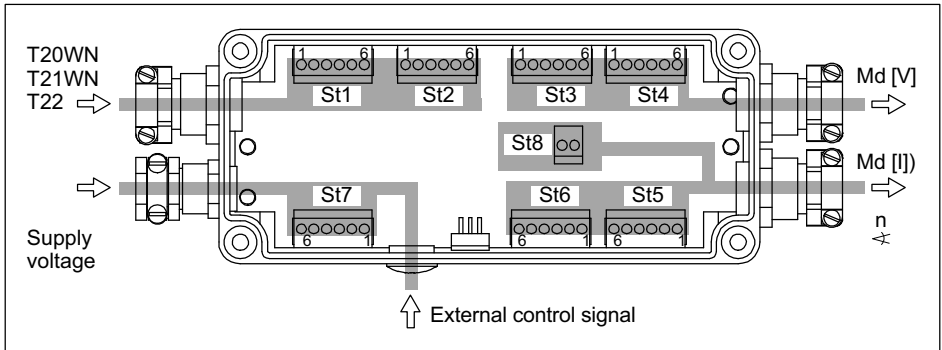 T20WN
T21WN
T22
Supply
voltage
1 6
St1
1 6
St2
1 6
St3
1 6
St4
St8
St7
6 1
St6
6 1
St5
6 1
Md [V]
Md [I])
n
External control signal